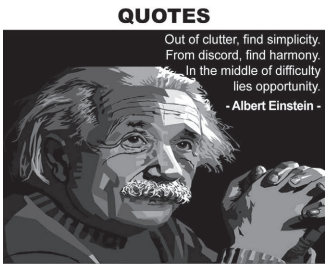 QUOTES
Out of clutter, find simplicity.
From discord, find harmony.
In the middle of difficulty
lies opportunity.
- Albert Einstein -